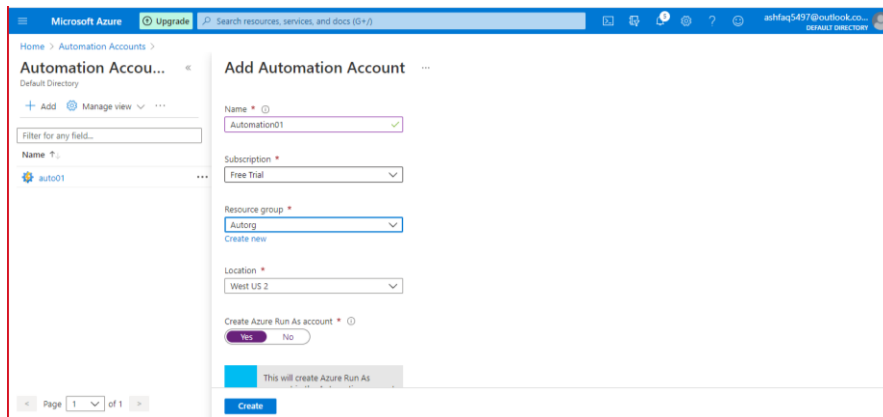 Microsoft Azure
Upgrade
Search resources, services, and docs (G+/)
5
?
ashfaq5497@outlook.co...
DEFAULT DIRECTORY
Home > Automation Accounts >
Automation Accou... «
Default Directory
+ Add Manage view ...
Filter for any field...
Name ↑↓
auto01 ...
< Page 1 of 1 >
Add Automation Account ...
Name *
Automation01
Subscription *
Free Trial
Resource group *
Autorg
Create new
Location *
West US 2
Create Azure Run As account *
Yes No
This will create Azure Run As
Create